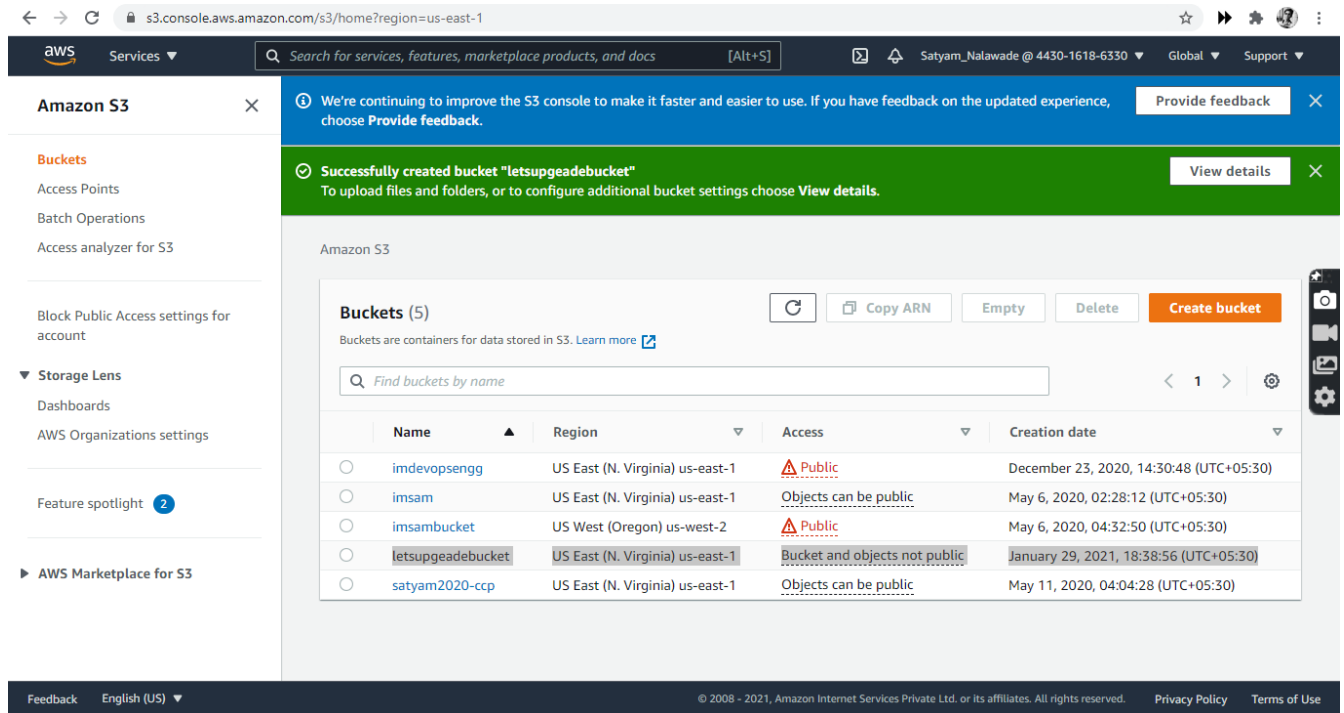 s3.console.aws.amazon.com/s3/home?region=us-east-1
aws Services ▼ Search for services, features, marketplace products, and docs [Alt+S] Satyam_Nalawade @ 4430-1618-6330 ▼ Global ▼ Support ▼
Amazon S3
Buckets
Access Points
Batch Operations
Access analyzer for S3
Block Public Access settings for
account
Storage Lens
Dashboards
AWS Organizations settings
Feature spotlight 2
AWS Marketplace for S3
We're continuing to improve the S3 console to make it faster and easier to use. If you have feedback on the updated experience,
choose Provide feedback.
Provide feedback
Successfully created bucket "letsupgeadebucket"
To upload files and folders, or to configure additional bucket settings choose View details.
View details
Amazon S3
Buckets (5)
Copy ARN Empty Delete Create bucket
Buckets are containers for data stored in S3. Learn more
Find buckets by name
1
Name Region Access Creation date
imdevopsengg US East (N. Virginia) us-east-1 Public December 23, 2020, 14:30:48 (UTC+05:30)
imsam US East (N. Virginia) us-east-1 Objects can be public May 6, 2020, 02:28:12 (UTC+05:30)
imsambucket US West (Oregon) us-west-2 Public May 6, 2020, 04:32:50 (UTC+05:30)
letsupgeadebucket US East (N. Virginia) us-east-1 Bucket and objects not public January 29, 2021, 18:38:56 (UTC+05:30)
satyam2020-ccp US East (N. Virginia) us-east-1 Objects can be public May 11, 2020, 04:04:28 (UTC+05:30)
Feedback English (US) ▼ © 2008 - 2021, Amazon Internet Services Private Ltd. or its affiliates. All rights reserved. Privacy Policy Terms of Use